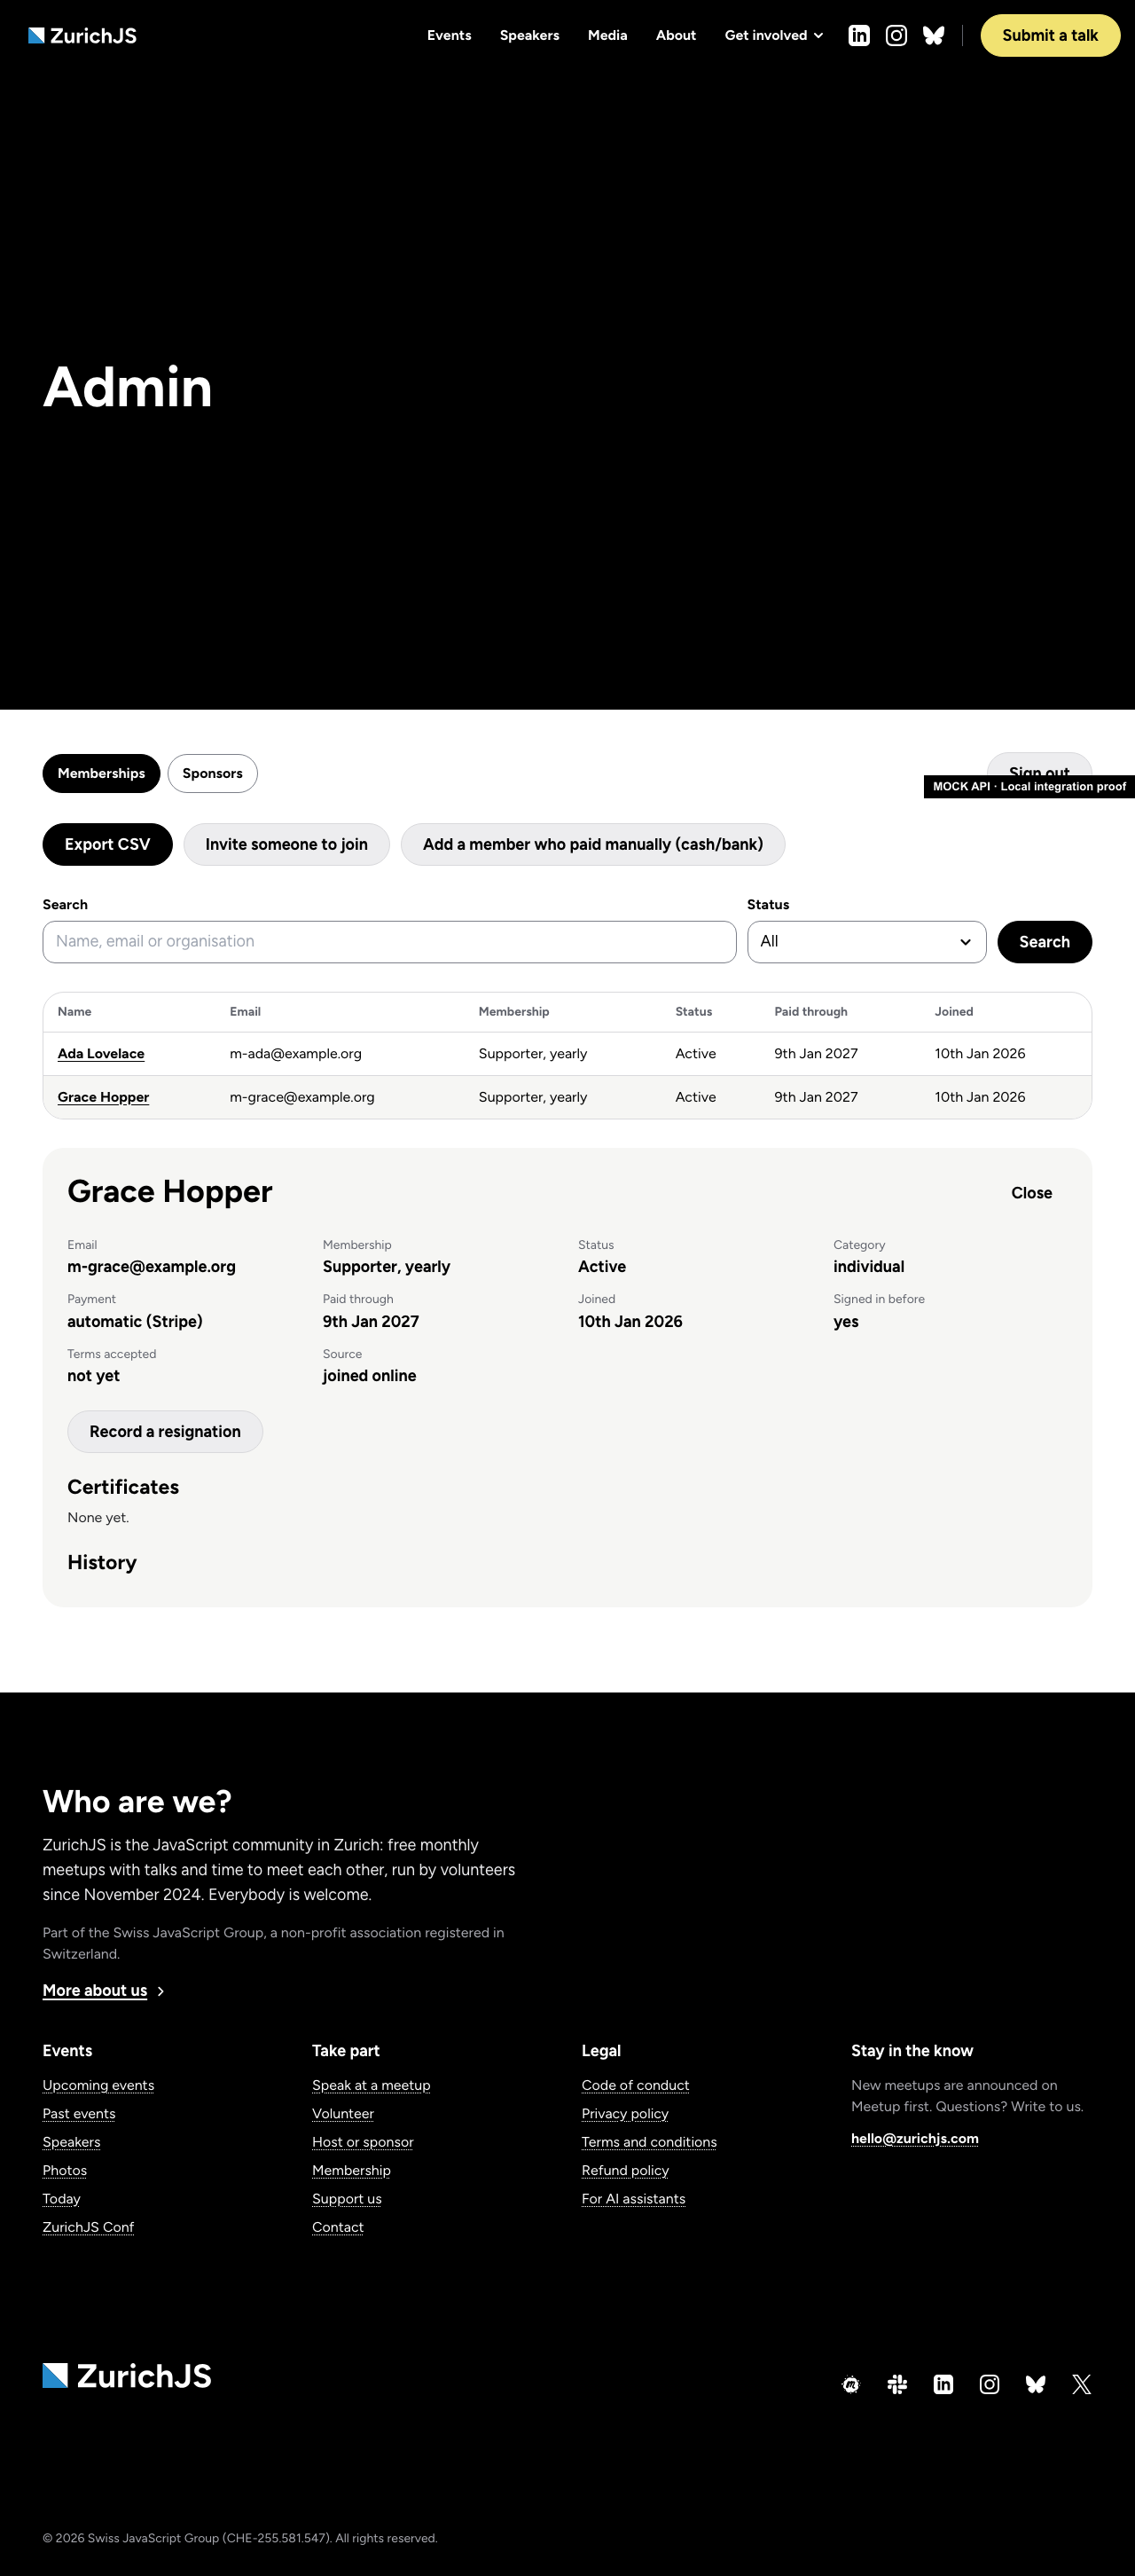 ZurichJS
Events Speakers Media About Get involved Submit a talk
Admin
Memberships Sponsors Sign out
MOCK API · Local integration proof
Export CSV Invite someone to join Add a member who paid manually (cash/bank)
Search Status
Name, email or organisation All Search
Name Email Membership Status Paid through Joined
Ada Lovelace m-ada@example.org Supporter, yearly Active 9th Jan 2027 10th Jan 2026
Grace Hopper m-grace@example.org Supporter, yearly Active 9th Jan 2027 10th Jan 2026
Grace Hopper Close
Email Membership Status Category
m-grace@example.org Supporter, yearly Active individual
Payment Paid through Joined Signed in before
automatic (Stripe) 9th Jan 2027 10th Jan 2026 yes
Terms accepted Source
not yet joined online
Record a resignation
Certificates
None yet.
History
Who are we?
ZurichJS is the JavaScript community in Zurich: free monthly
meetups with talks and time to meet each other, run by volunteers
since November 2024. Everybody is welcome.
Part of the Swiss JavaScript Group, a non-profit association registered in
Switzerland.
More about us
Events Take part Legal Stay in the know
Upcoming events Speak at a meetup Code of conduct New meetups are announced on
Past events Volunteer Privacy policy Meetup first. Questions? Write to us.
Speakers Host or sponsor Terms and conditions hello@zurichjs.com
Photos Membership Refund policy
Today Support us For AI assistants
ZurichJS Conf Contact
ZurichJS
© 2026 Swiss JavaScript Group (CHE-255.581.547). All rights reserved.